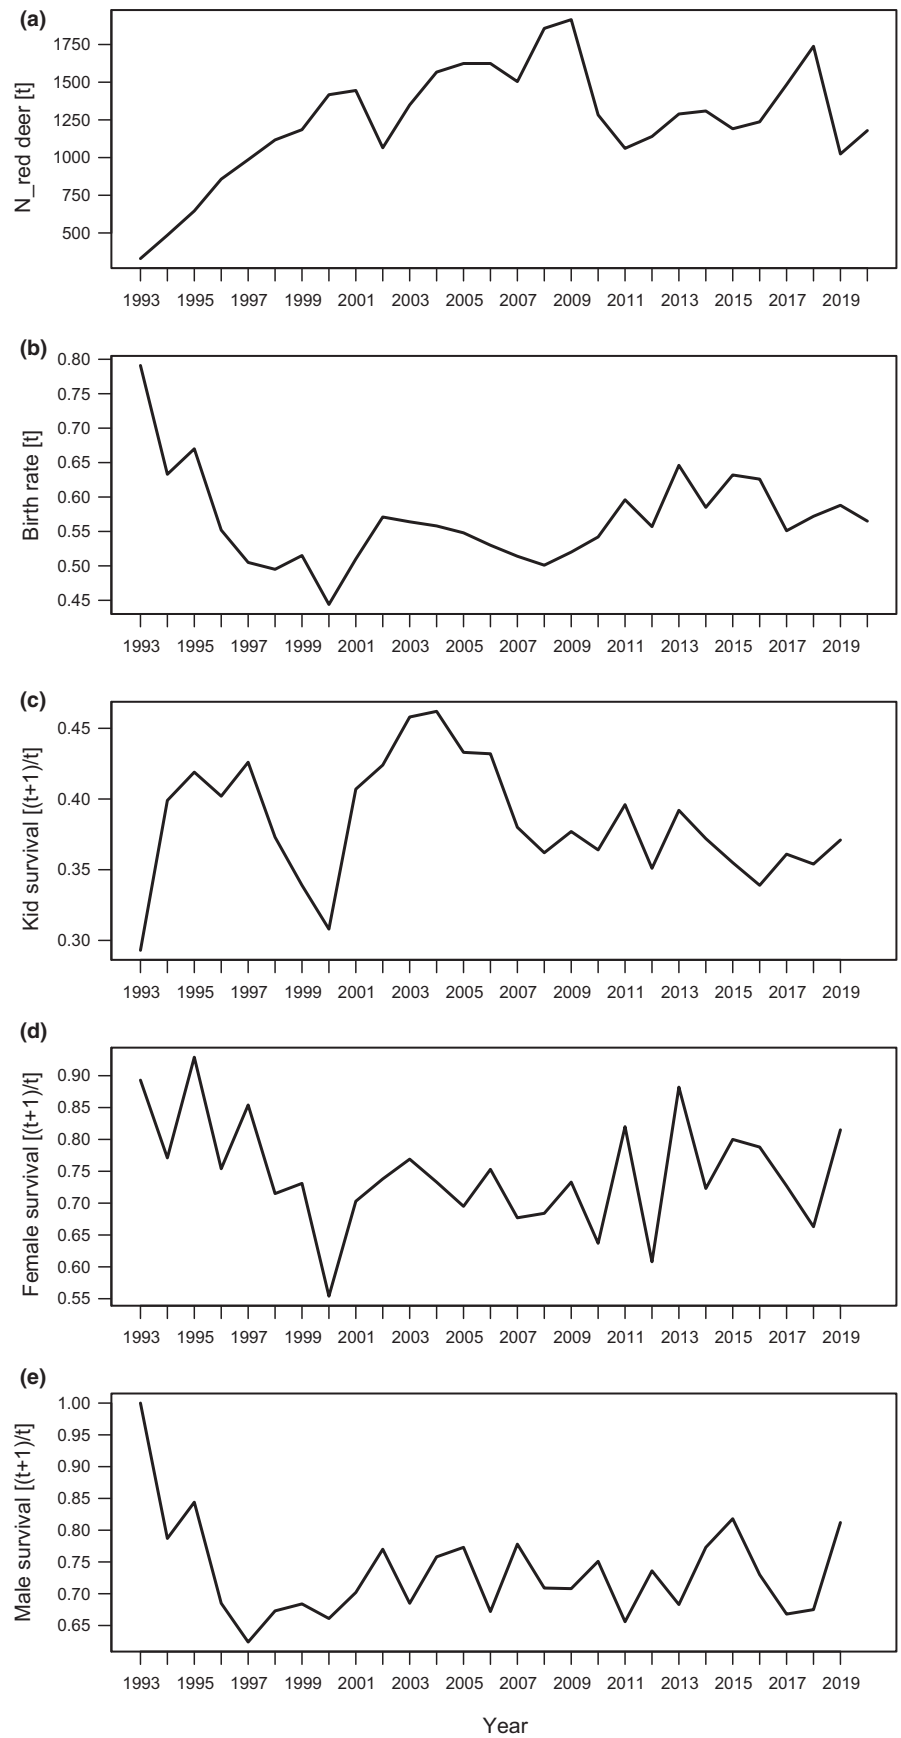 (a)
N_red deer [t]
1750
1500
1250
1000
750
500
1993 1995 1997 1999 2001 2003 2005 2007 2009 2011 2013 2015 2017 2019
(b)
Birth rate [t]
0.80
0.75
0.70
0.65
0.60
0.55
0.50
0.45
1993 1995 1997 1999 2001 2003 2005 2007 2009 2011 2013 2015 2017 2019
(c)
Kid survival [(t+1)/t]
0.45
0.40
0.35
0.30
1993 1995 1997 1999 2001 2003 2005 2007 2009 2011 2013 2015 2017 2019
(d)
Female survival [(t+1)/t]
0.90
0.85
0.80
0.75
0.70
0.65
0.60
0.55
1993 1995 1997 1999 2001 2003 2005 2007 2009 2011 2013 2015 2017 2019
(e)
Male survival [(t+1)/t]
1.00
0.95
0.90
0.85
0.80
0.75
0.70
0.65
1993 1995 1997 1999 2001 2003 2005 2007 2009 2011 2013 2015 2017 2019
Year